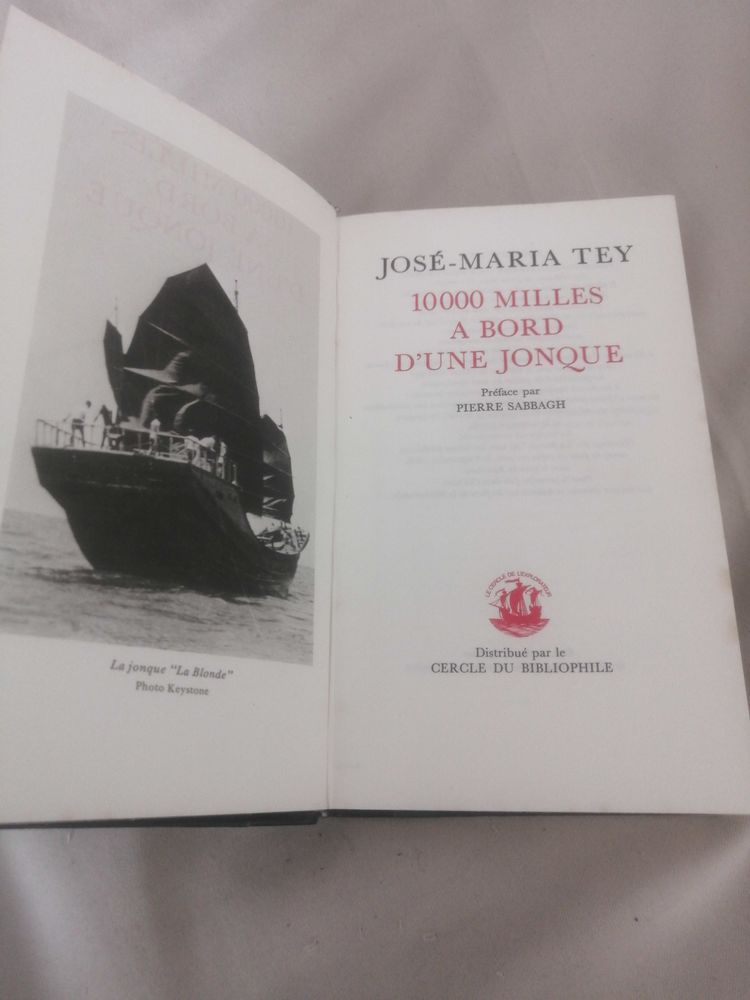 La jonque "La Blonde"
Photo Keystone
JOSÉ-MARIA TEY
10000 MILLES
A BORD
D'UNE JONQUE
Préface par
PIERRE SABBAGH
LE CERCLE DE L'EXPLORATEUR
Distribué par le
CERCLE DU BIBLIOPHILE